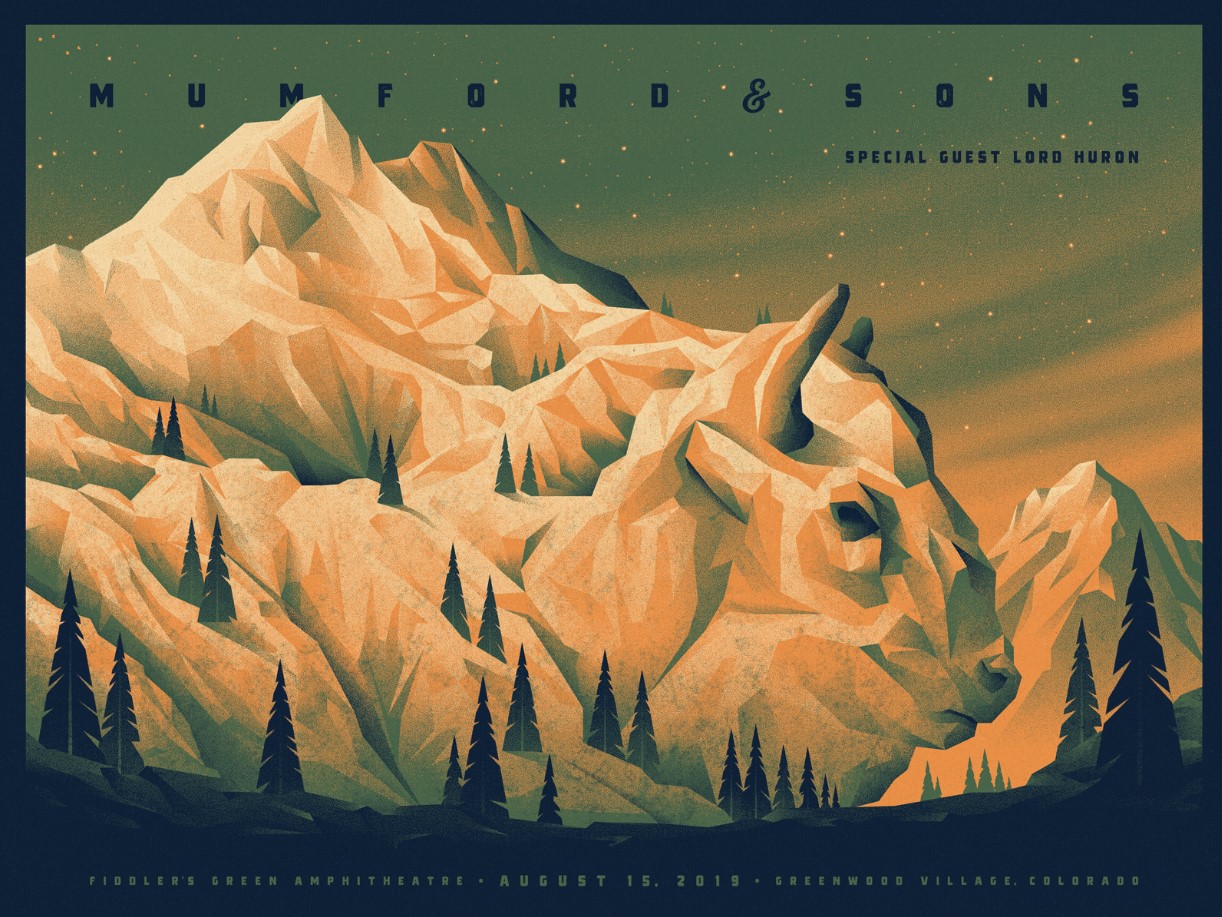 MUMFORD & SONS
SPECIAL GUEST LORD HURON
FIDDLER'S GREEN AMPHITHEATRE • AUGUST 15, 2019 • GREENWOOD VILLAGE, COLORADO